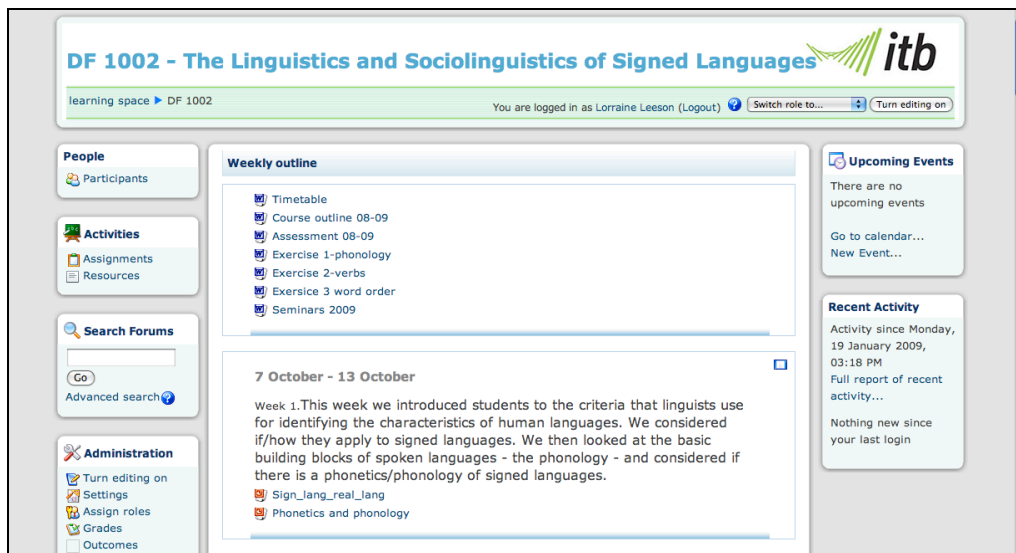 DF 1002 - The Linguistics and Sociolinguistics of Signed Languages
itb
learning space ▶ DF 1002
You are logged in as Lorraine Leeson (Logout)
Switch role to...
Turn editing on
People
Participants
Activities
Assignments
Resources
Search Forums
Go
Advanced search
Administration
Turn editing on
Settings
Assign roles
Grades
Outcomes
Weekly outline
Timetable
Course outline 08-09
Assessment 08-09
Exercise 1-phonology
Exercise 2-verbs
Exersice 3 word order
Seminars 2009
7 October - 13 October
Week 1.This week we introduced students to the criteria that linguists use
for identifying the characteristics of human languages. We considered
if/how they apply to signed languages. We then looked at the basic
building blocks of spoken languages - the phonology - and considered if
there is a phonetics/phonology of signed languages.
Sign_lang_real_lang
Phonetics and phonology
Upcoming Events
There are no
upcoming events
Go to calendar...
New Event...
Recent Activity
Activity since Monday,
19 January 2009,
03:18 PM
Full report of recent
activity...
Nothing new since
your last login